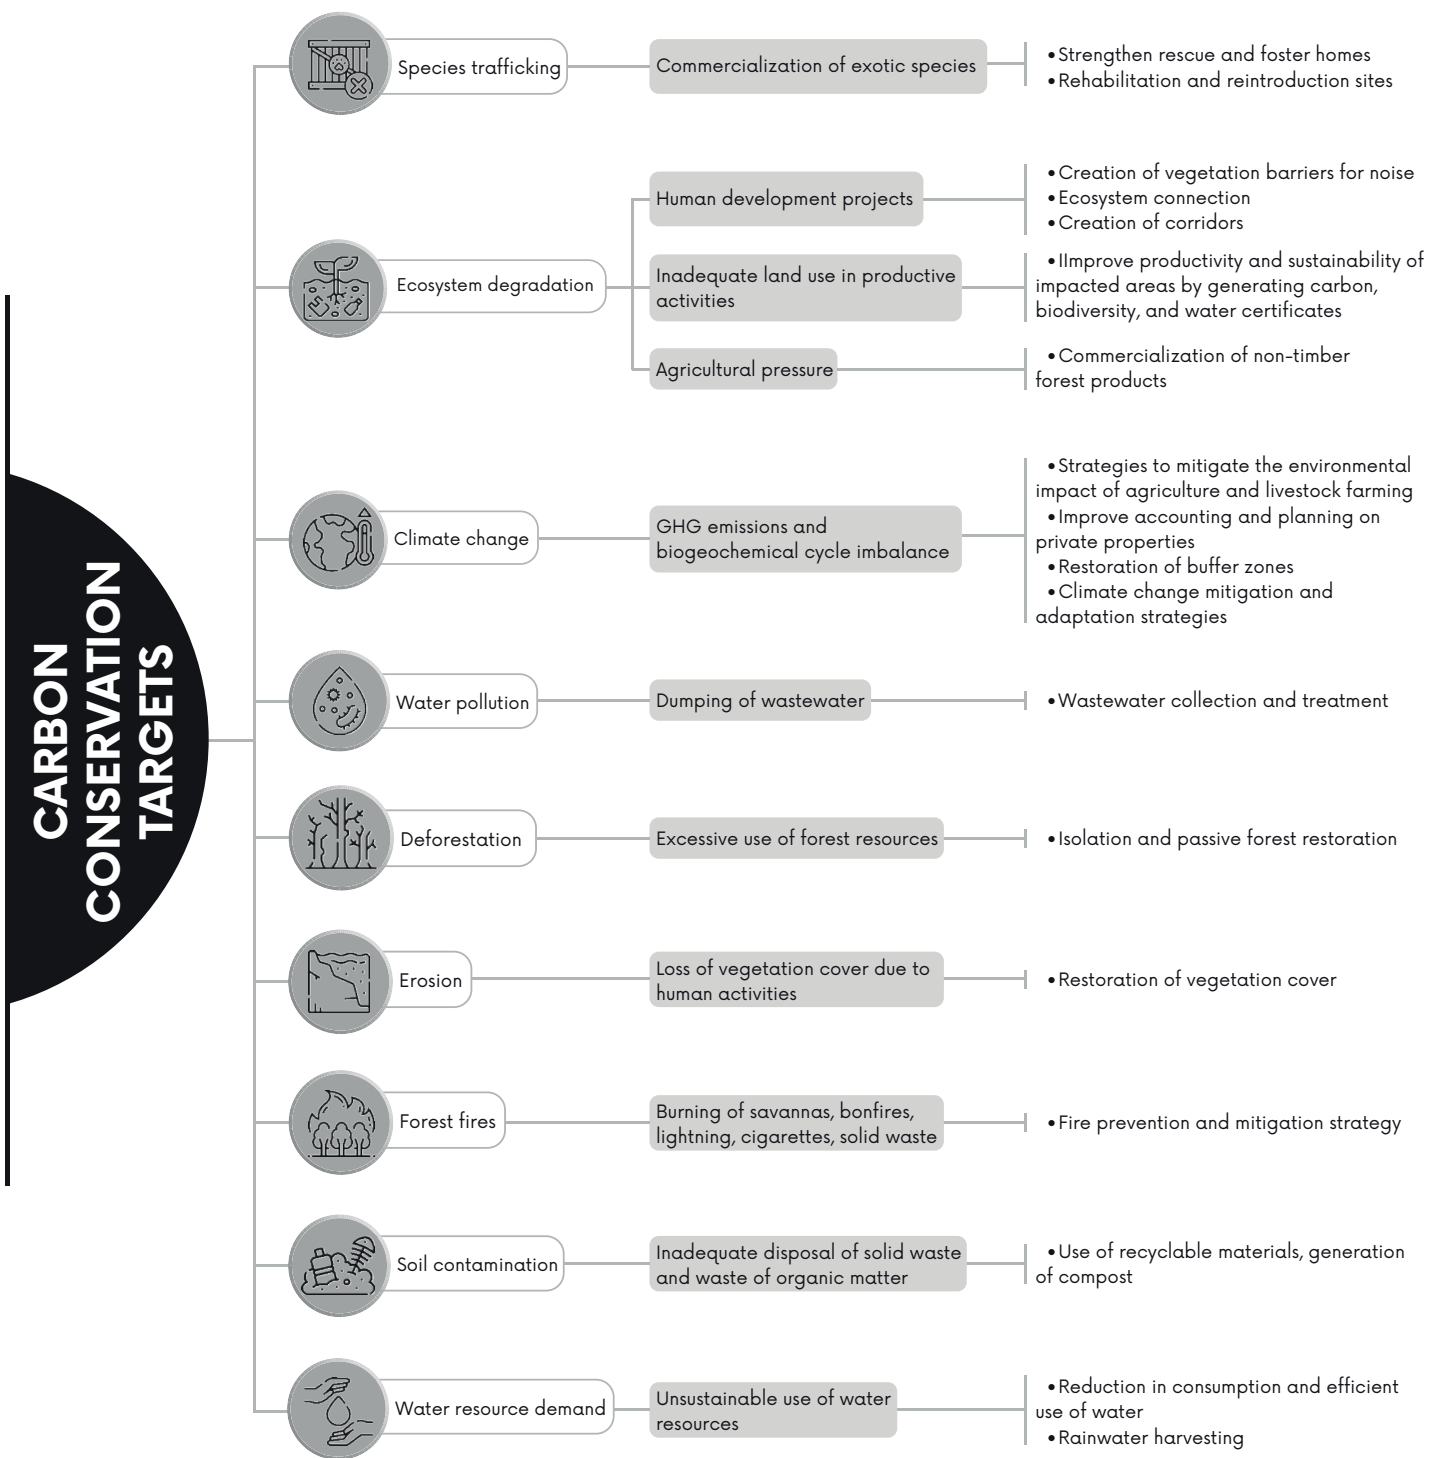 CARBON
CONSERVATION
TARGETS
Species trafficking
Commercialization of exotic species
•Strengthen rescue and foster homes
•Rehabilitation and reintroduction sites
Ecosystem degradation
Human development projects
•Creation of vegetation barriers for noise
•Ecosystem connection
•Creation of corridors
Inadequate land use in productive
activities
•IImprove productivity and sustainability of
impacted areas by generating carbon,
biodiversity, and water certificates
Agricultural pressure
•Commercialization of non-timber
forest products
Climate change
GHG emissions and
biogeochemical cycle imbalance
•Strategies to mitigate the environmental
impact of agriculture and livestock farming
•Improve accounting and planning on
private properties
•Restoration of buffer zones
•Climate change mitigation and
adaptation strategies
Water pollution
Dumping of wastewater
•Wastewater collection and treatment
Deforestation
Excessive use of forest resources
•Isolation and passive forest restoration
Erosion
Loss of vegetation cover due to
human activities
•Restoration of vegetation cover
Forest fires
Burning of savannas, bonfires,
lightning, cigarettes, solid waste
•Fire prevention and mitigation strategy
Soil contamination
Inadequate disposal of solid waste
and waste of organic matter
•Use of recyclable materials, generation
of compost
Water resource demand
Unsustainable use of water
resources
•Reduction in consumption and efficient
use of water
•Rainwater harvesting